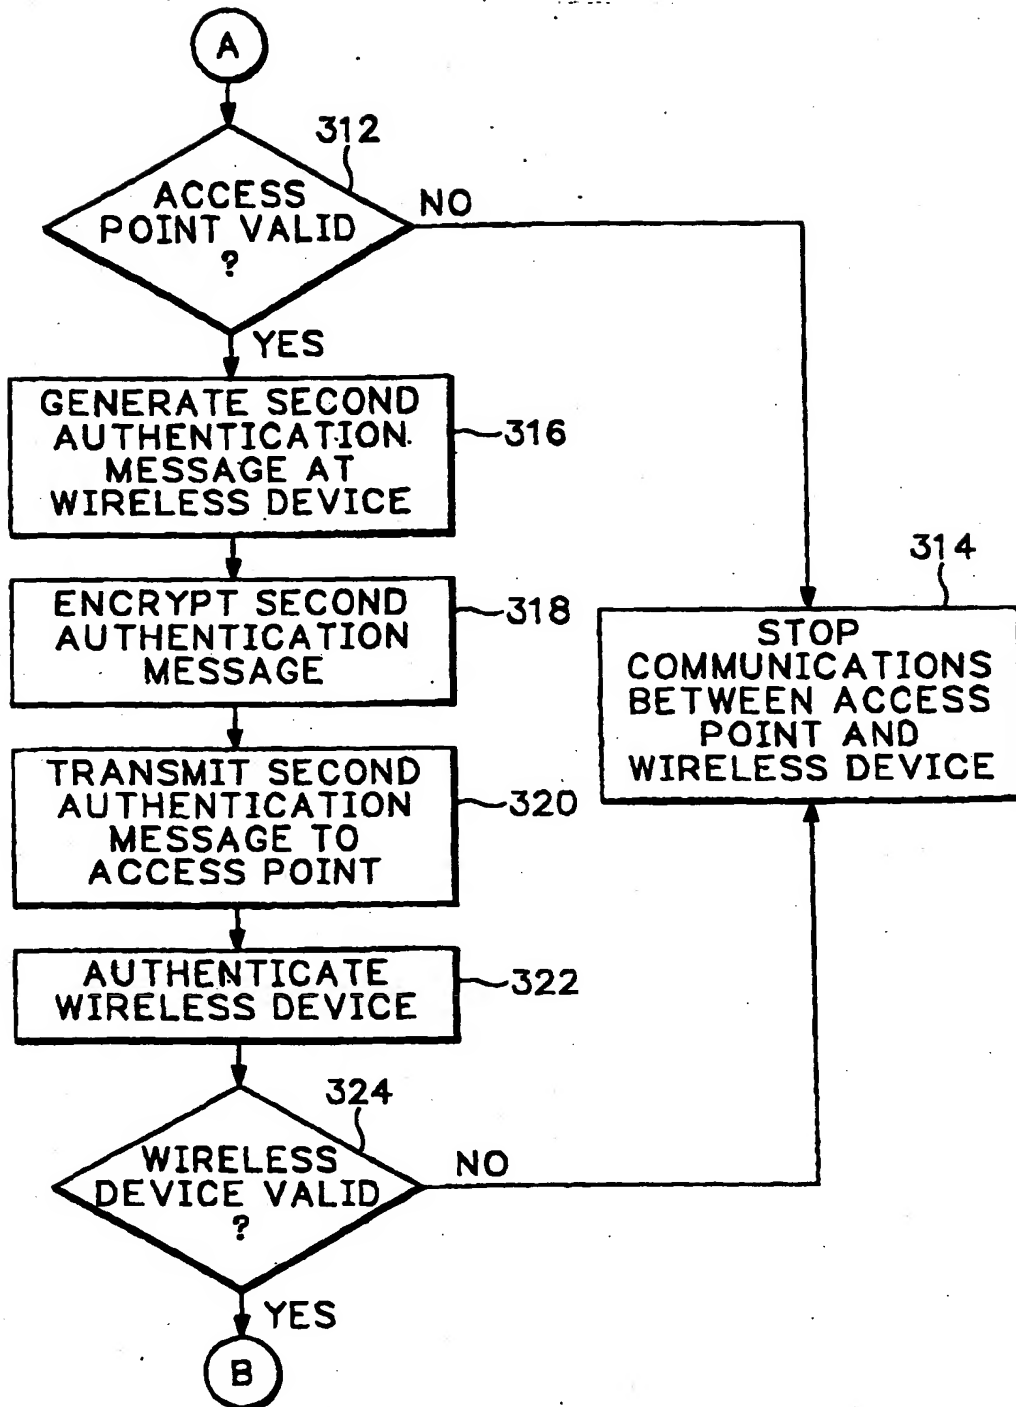 A
312
ACCESS
POINT VALID
?
NO
YES
GENERATE SECOND
AUTHENTICATION
MESSAGE AT
WIRELESS DEVICE
316
ENCRYPT SECOND
AUTHENTICATION
MESSAGE
318
314
STOP
COMMUNICATIONS
BETWEEN ACCESS
POINT AND
WIRELESS DEVICE
TRANSMIT SECOND
AUTHENTICATION
MESSAGE TO
ACCESS POINT
320
AUTHENTICATE
WIRELESS DEVICE
322
324
WIRELESS
DEVICE VALID
?
NO
YES
B